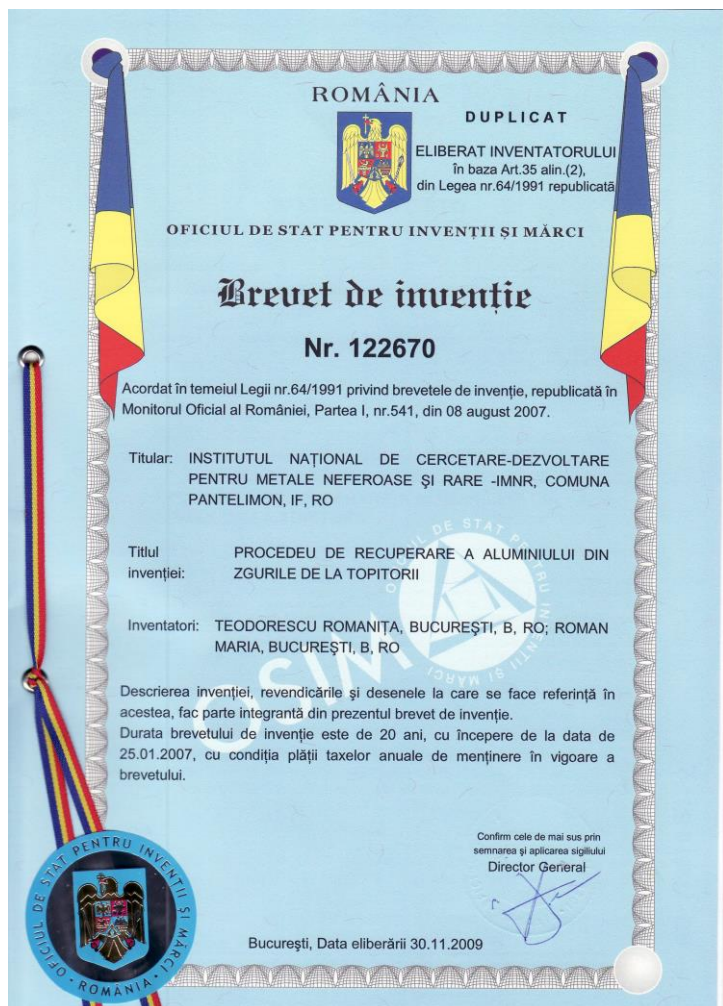 ROMÂNIA
DUPLICAT
ELIBERAT INVENTATORULUI
în baza Art.35 alin.(2),
din Legea nr.64/1991 republicată
OFICIUL DE STAT PENTRU INVENȚII ȘI MĂRCI
Brevet de invenție
Nr. 122670
Acordat în temeiul Legii nr.64/1991 privind brevetele de invenție, republicată în
Monitorul Oficial al României, Partea I, nr.541, din 08 august 2007.
Titular: INSTITUTUL NAȚIONAL DE CERCETARE-DEZVOLTARE
PENTRU METALE NEFEROASE ȘI RARE -IMNR, COMUNA
PANTELIMON, IF, RO
Titlul PROCEDEU DE RECUPERARE A ALUMINIULUI DIN
invenției: ZGURILE DE LA TOPITORII
Inventatori: TEODORESCU ROMANIȚA, BUCUREȘTI, B, RO; ROMAN
MARIA, BUCUREȘTI, B, RO
Descrierea invenției, revendicările și desenele la care se face referință în
acestea, fac parte integrantă din prezentul brevet de invenție.
Durata brevetului de invenție este de 20 ani, cu începere de la data de
25.01.2007, cu condiția plății taxelor anuale de menținere în vigoare a
brevetului.
Confirm cele de mai sus prin
semnarea și aplicarea sigiliului
Director General
București, Data eliberării 30.11.2009
OFICIUL DE STAT PENTRU INVENȚII ȘI MĂRCI
ROMÂNIA
OSIM
OFICIUL DE STAT PENTRU INVENȚII ȘI MĂRCI